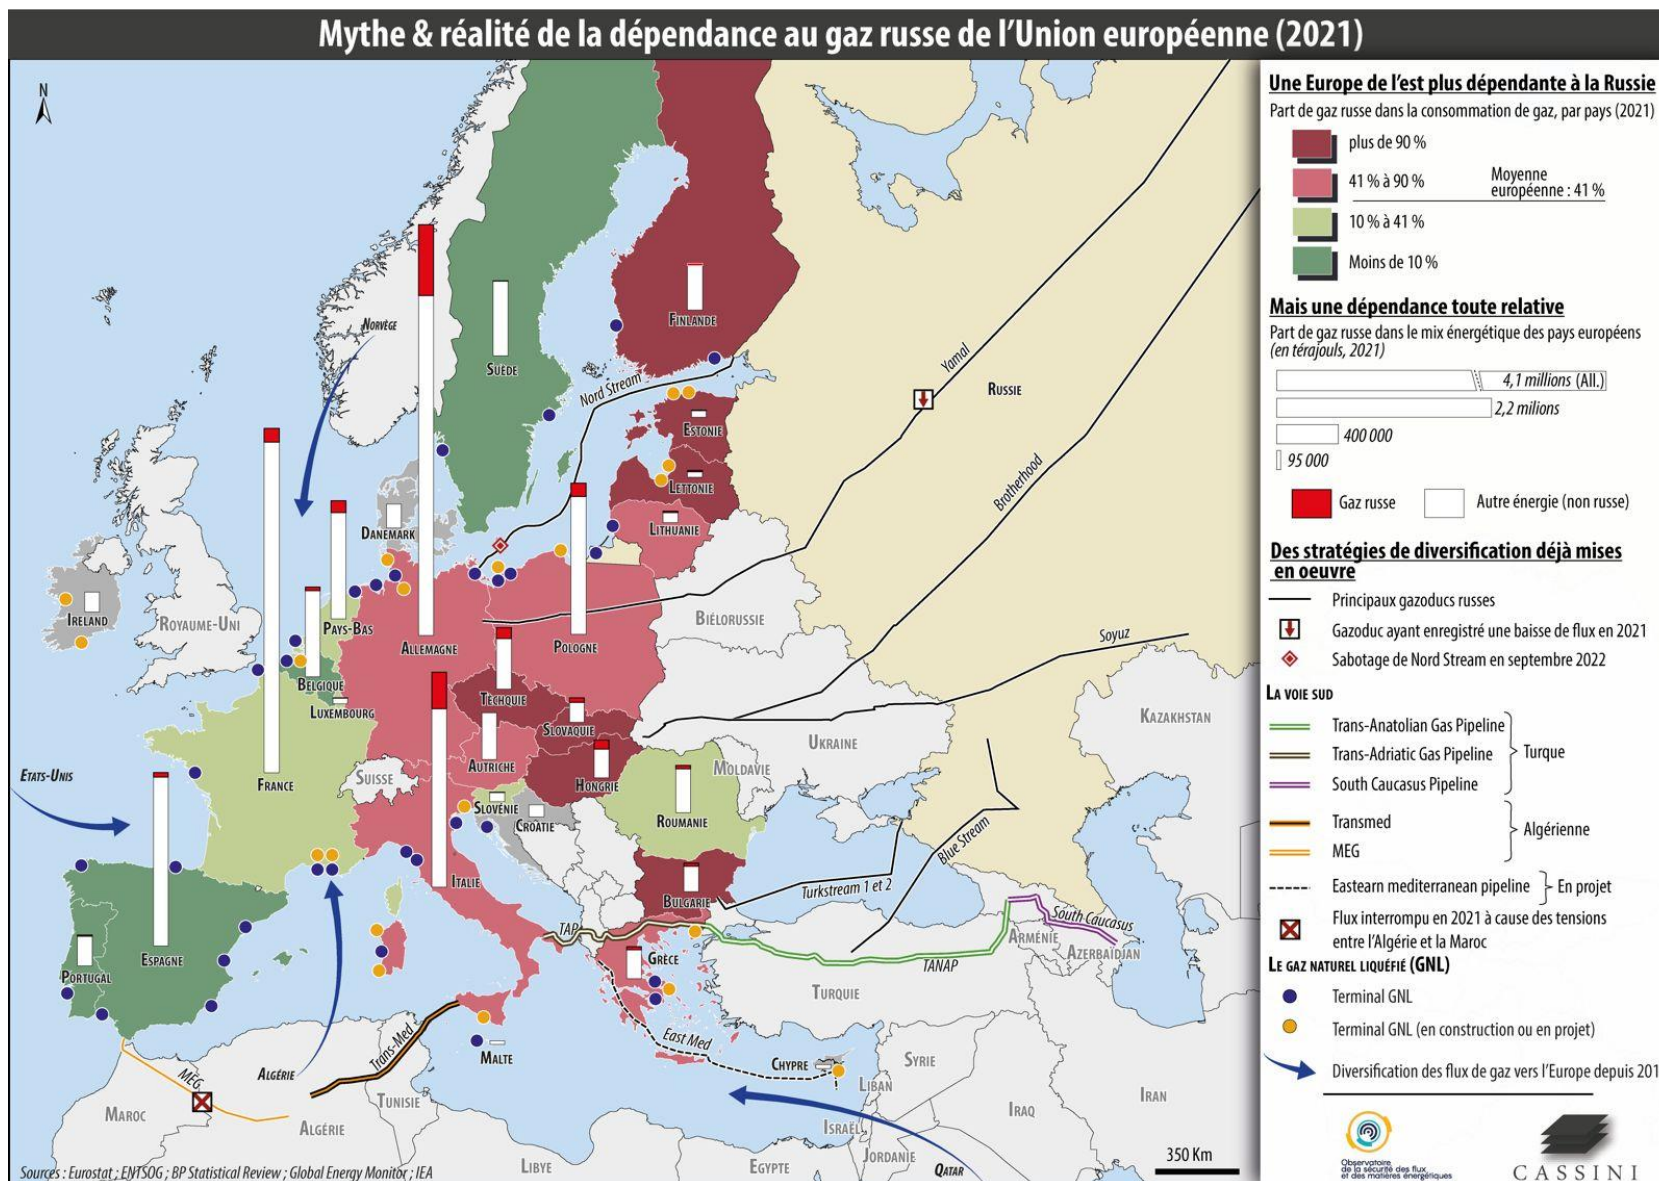 Mythe & réalité de la dépendance au gaz russe de l'Union européenne (2021)
N
Norvège
Suède
Finlande
Nord Stream
Yamal
Russie
Estonie
Lettonie
Lithuanie
Brotherhood
Danemark
Ireland
Royaume-Uni
Pays-Bas
Allemagne
Pologne
Biélorussie
Soyuz
Belgique
Luxembourg
Techquie
Slovaquie
Ukraine
Kazakhstan
Etats-Unis
France
Suisse
Autriche
Hongrie
Moldavie
Slovénie
Croatie
Roumanie
Italie
Blue Stream
Turkstream 1 et 2
Bulgarie
Portugal
Espagne
TAP
Grèce
TANAP
South Caucasus
Arménie
Azerbaïdjan
Turquie
Trans-Med
East Med
Malte
Chypre
Syrie
Liban
MEG
Algérie
Maroc
Algérie
Tunisie
Israël
Iraq
Iran
Jordanie
Libye
Egypte
Qatar
350 Km
Sources : Eurostat ; ENTSOG ; BP Statistical Review ; Global Energy Monitor ; IEA
Une Europe de l'est plus dépendante à la Russie
Part de gaz russe dans la consommation de gaz, par pays (2021)
plus de 90 %
41 % à 90 %
Moyenne
européenne : 41 %
10 % à 41 %
Moins de 10 %
Mais une dépendance toute relative
Part de gaz russe dans le mix énergétique des pays européens
(en térajouls, 2021)
4,1 millions (All.)
2,2 milions
400 000
95 000
Gaz russe
Autre énergie (non russe)
Des stratégies de diversification déjà mises
en oeuvre
Principaux gazoducs russes
Gazoduc ayant enregistré une baisse de flux en 2021
Sabotage de Nord Stream en septembre 2022
La voie sud
Trans-Anatolian Gas Pipeline
Trans-Adriatic Gas Pipeline
South Caucasus Pipeline
Turque
Transmed
MEG
Algérienne
Eastearn mediterranean pipeline
En projet
Flux interrompu en 2021 à cause des tensions
entre l'Algérie et la Maroc
Le gaz naturel liquéfié (GNL)
Terminal GNL
Terminal GNL (en construction ou en projet)
Diversification des flux de gaz vers l'Europe depuis 201
Observatoire
de la sécurité des flux
et des matières énergétiques
CASSINI